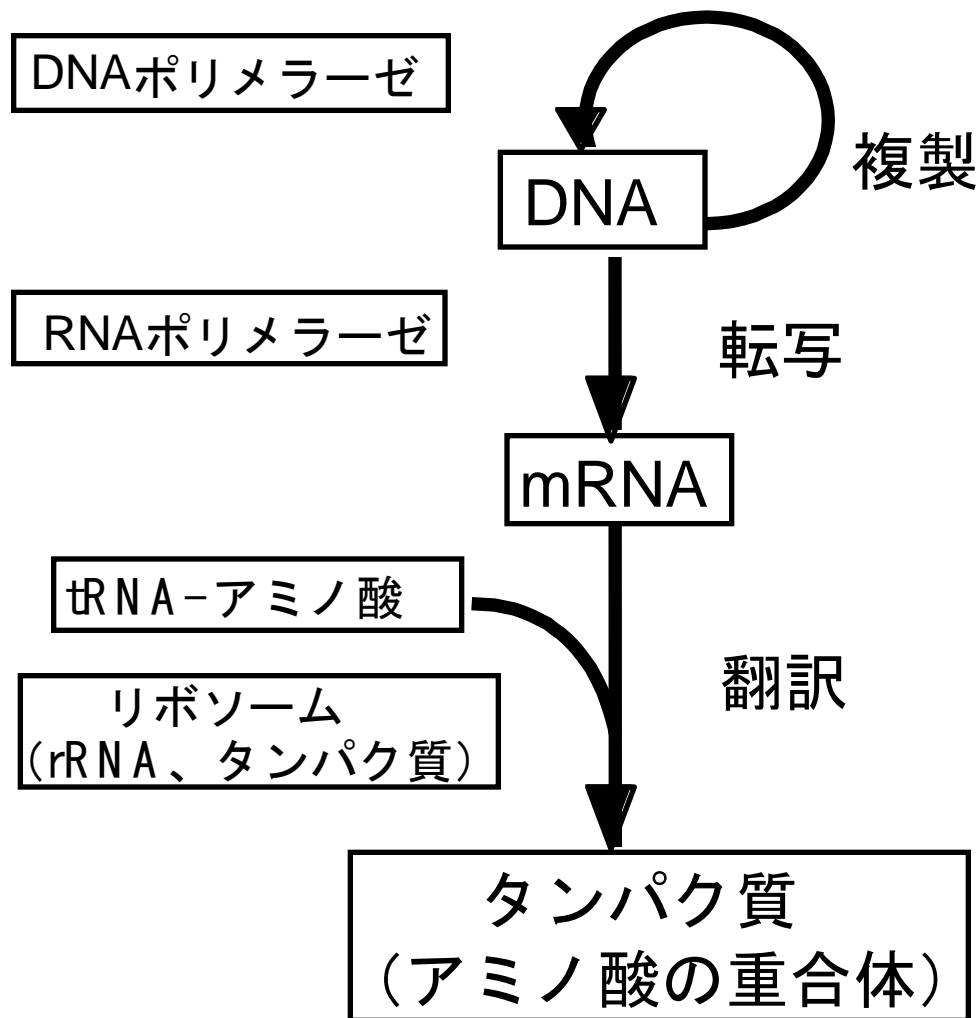 DNAポリメラーゼ
複製
DNA
RNAポリメラーゼ
転写
mRNA
tRNA-アミノ酸
翻訳
リボソーム
(rRNA、タンパク質)
タンパク質
(アミノ酸の重合体)